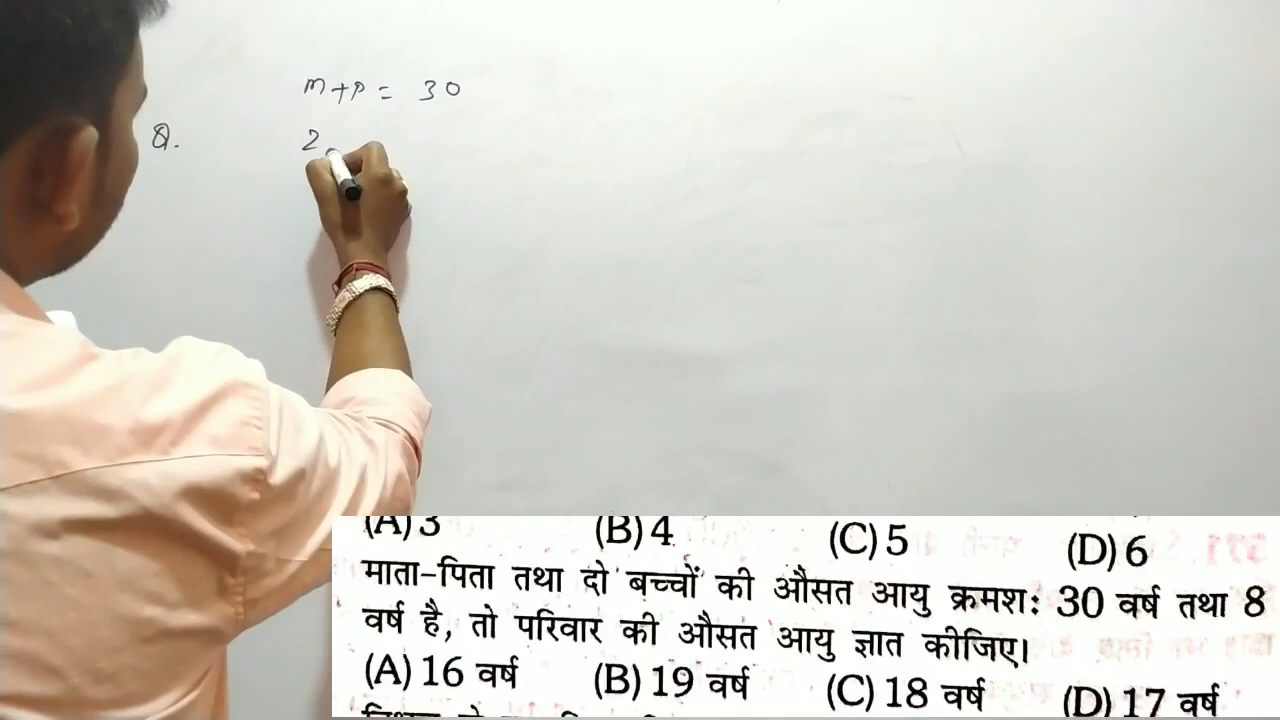 m+p = 30
Q.
2
(A) 3 (B) 4 (C) 5 (D) 6
माता-पिता तथा दो बच्चों की औसत आयु क्रमशः 30 वर्ष तथा 8
वर्ष है, तो परिवार की औसत आयु ज्ञात कीजिए।
(A) 16 वर्ष (B) 19 वर्ष (C) 18 वर्ष (D) 17 वर्ष